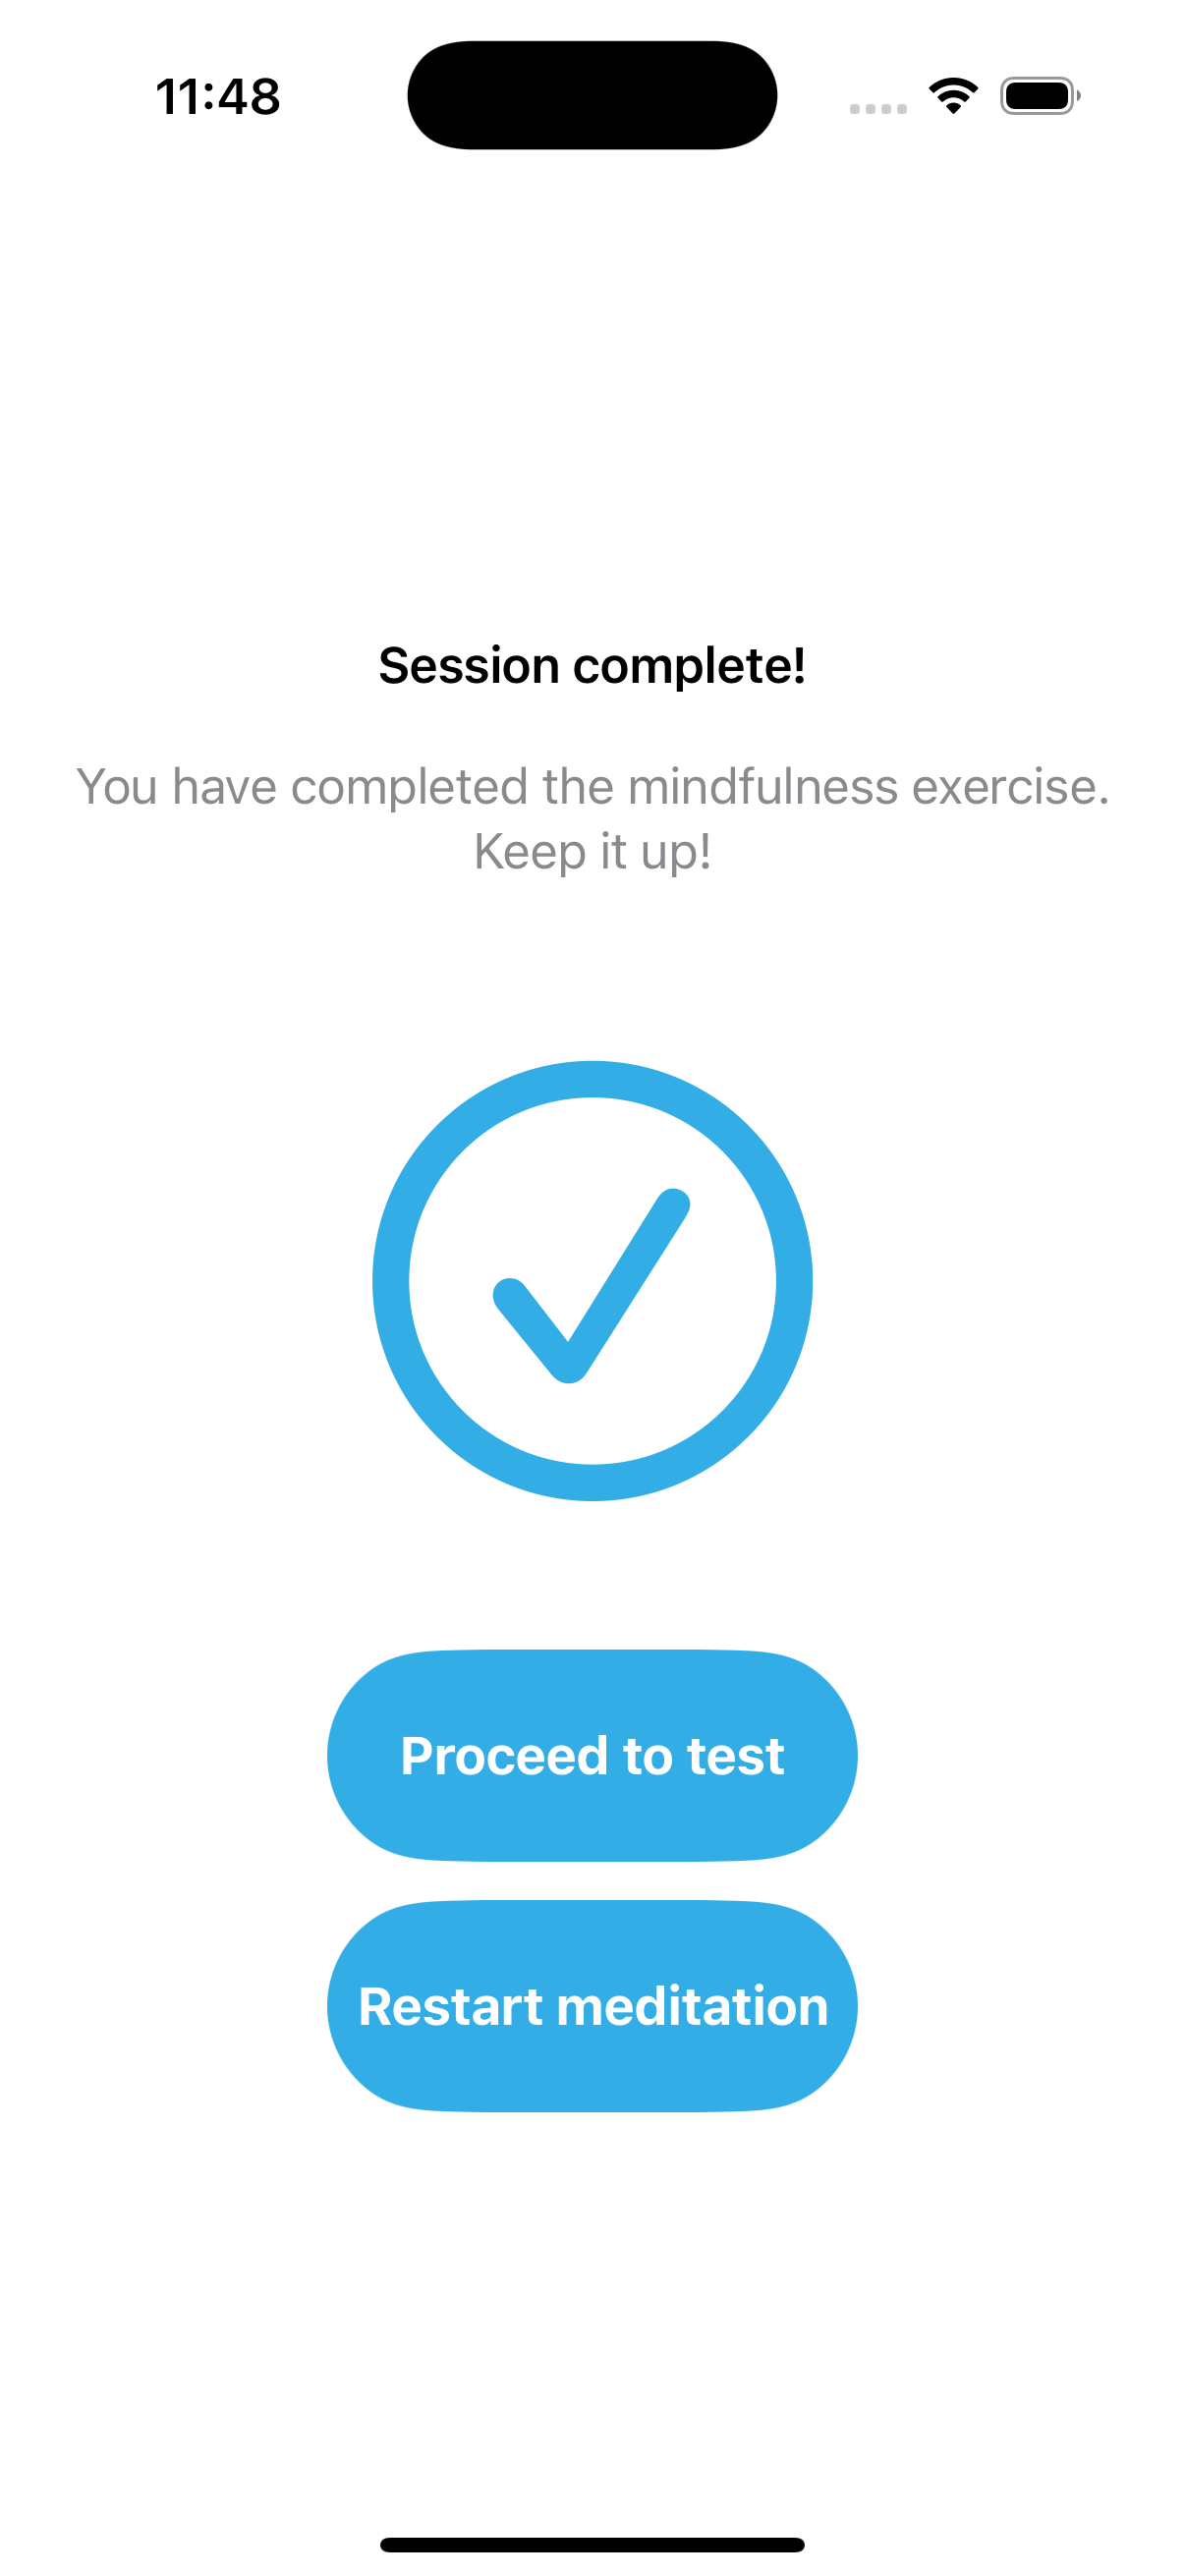 11:48
Session complete!
You have completed the mindfulness exercise.
Keep it up!
Proceed to test
Restart meditation